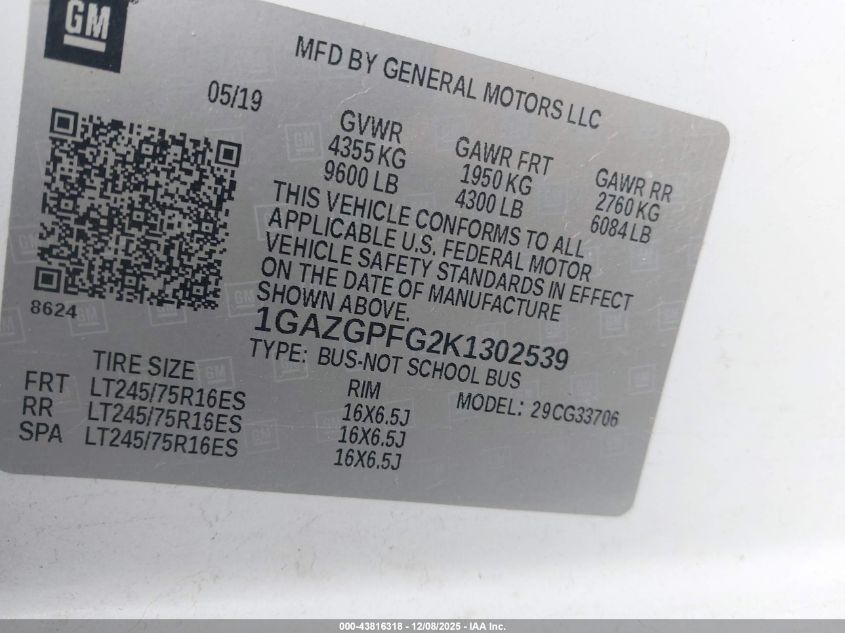 GM
MFD BY GENERAL MOTORS LLC
05/19
GVWR
4355 KG
9600 LB
GAWR FRT
1950 KG
4300 LB
GAWR RR
2760 KG
6084 LB
THIS VEHICLE CONFORMS TO ALL
APPLICABLE U.S. FEDERAL MOTOR
VEHICLE SAFETY STANDARDS IN EFFECT
ON THE DATE OF MANUFACTURE
SHOWN ABOVE.
8624
1GAZGPFG2K1302539
TYPE: BUS-NOT SCHOOL BUS
MODEL: 29CG33706
TIRE SIZE RIM
FRT LT245/75R16ES 16X6.5J
RR LT245/75R16ES 16X6.5J
SPA LT245/75R16ES 16X6.5J
000-43816318 - 12/08/2025 - IAA Inc.